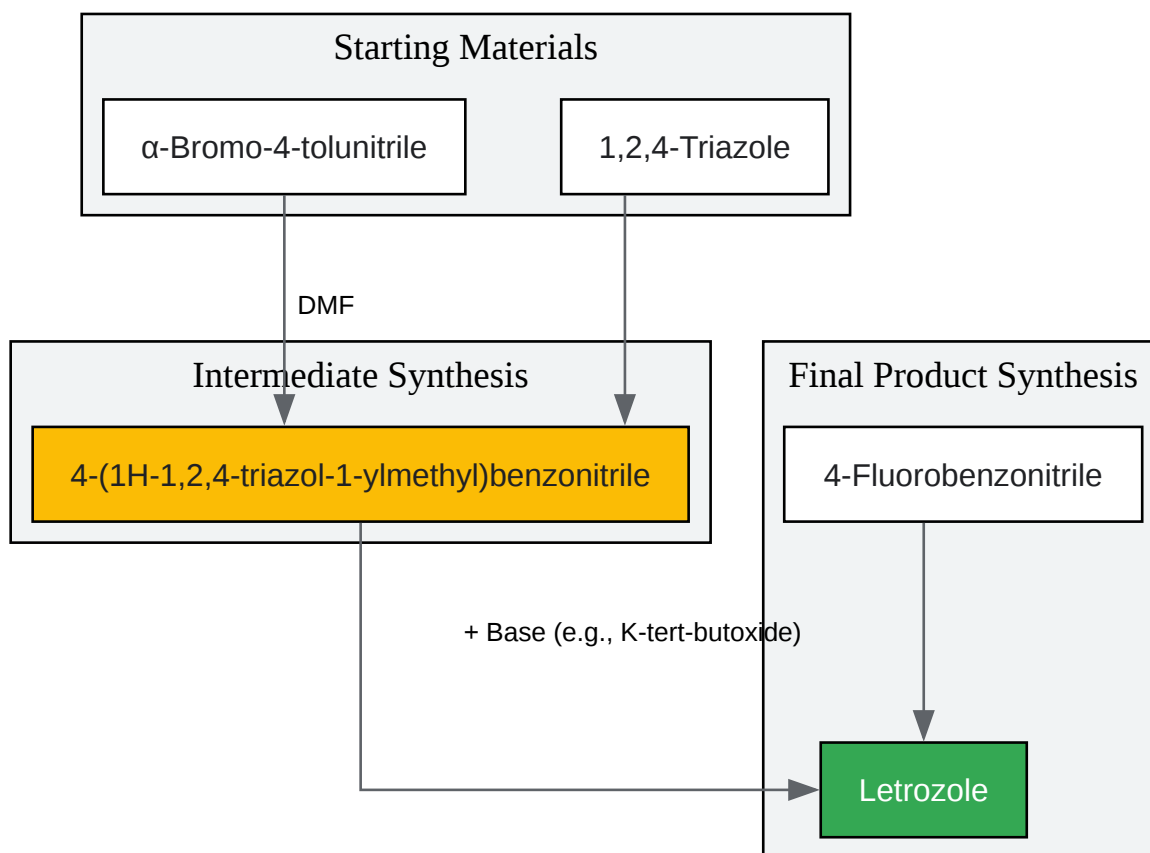 Starting Materials
α-Bromo-4-tolunitrile
1,2,4-Triazole
DMF
Intermediate Synthesis
4-(1H-1,2,4-triazol-1-ylmethyl)benzonitrile
Final Product Synthesis
4-Fluorobenzonitrile
+ Base (e.g., K-tert-butoxide)
Letrozole